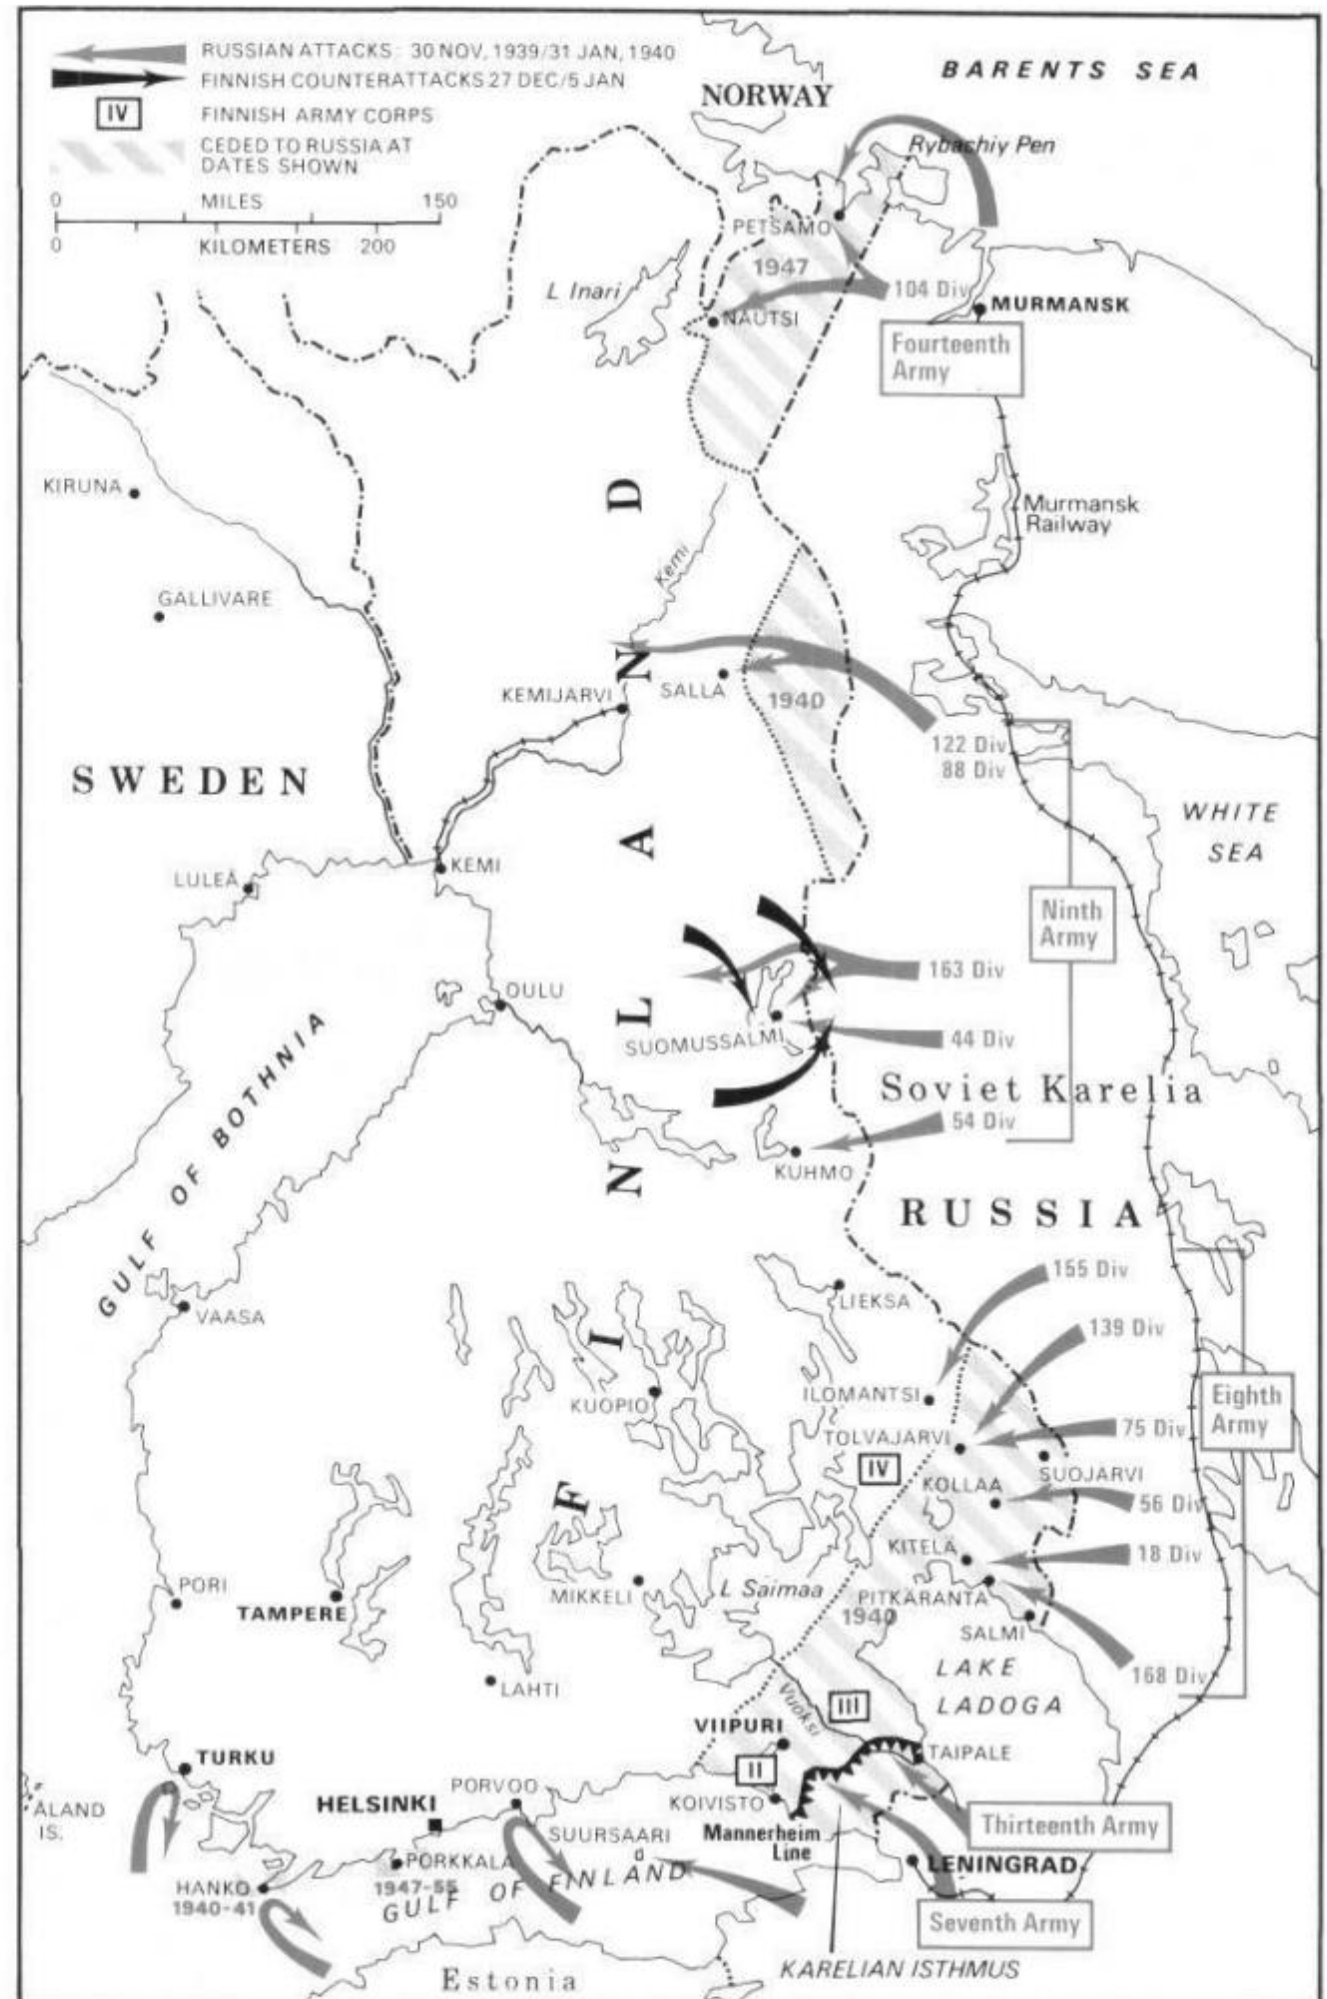 RUSSIAN ATTACKS: 30 NOV, 1939/31 JAN, 1940
FINNISH COUNTERATTACKS 27 DEC/5 JAN
IV
FINNISH ARMY CORPS
CEDED TO RUSSIA AT
DATES SHOWN
0
MILES
150
0
KILOMETERS
200
NORWAY
BARENTS SEA
Rybachiy Pen
PETSAMO
1947
L Inari
104 Div
NAUTSI
MURMANSK
Fourteenth
Army
KIRUNA
Murmansk
Railway
Kemi
GALLIVARE
SALLA
KEMIJARVI
1940
122 Div
88 Div
SWEDEN
WHITE
SEA
KEMI
LULEÅ
Ninth
Army
163 Div
OULU
SUOMUSSALMI
44 Div
GULF OF BOTHNIA
Soviet Karelia
54 Div
KUHMO
FINLAND
RUSSIA
155 Div
LIEKSA
VAASA
139 Div
ILOMANTSI
KUOPIO
Eighth
Army
TOLVAJARVI
75 Div
IV
SUOJARVI
KOLLAA
56 Div
KITELA
18 Div
PORI
TAMPERE
MIKKELI
L Saimaa
PITKARANTA
1940
SALMI
168 Div
LAHTI
LAKE
LADOGA
Vuoksi
III
VIIPURI
TURKU
TAIPALE
II
PORVOO
KOIVISTO
ÅLAND
IS.
HELSINKI
SUURSAARI
Mannerheim
Line
Thirteenth Army
PORKKALA
1947-55
LENINGRAD
HANKO
1940-41
GULF OF FINLAND
Seventh Army
KARELIAN ISTHMUS
Estonia